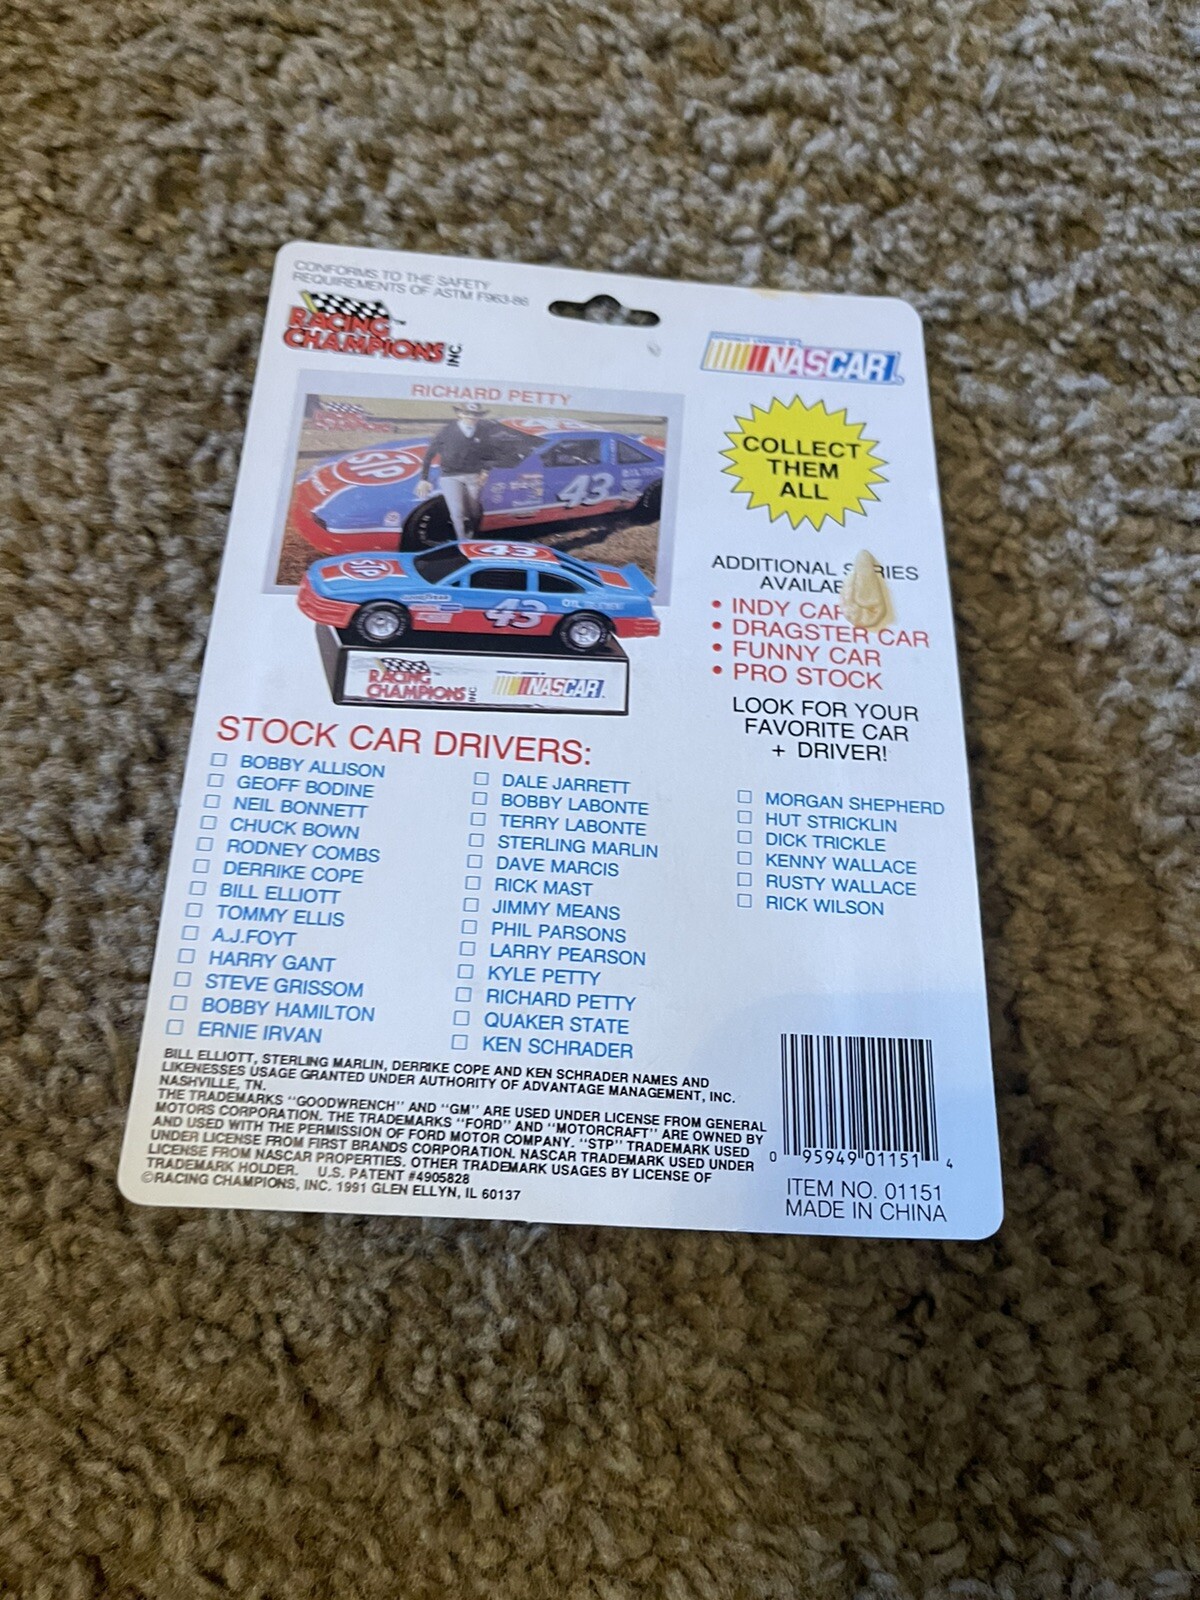 CONFORMS TO THE SAFETY
REQUIREMENTS OF ASTM F963-86
RACING
CHAMPIONS INC.
NASCAR
RICHARD PETTY
STP
43
43
STP
43
RACING
CHAMPIONS INC
NASCAR
COLLECT
THEM
ALL
ADDITIONAL
• INDY CAR
• DRAGSTER CAR
• FUNNY CAR
• PRO STOCK
LOOK FOR YOUR
FAVORITE CAR
+ DRIVER!
STOCK CAR DRIVERS:
☐ BOBBY ALLISON
☐ GEOFF BODINE
☐ NEIL BONNETT
☐ CHUCK BOWN
☐ RODNEY COMBS
☐ DERRIKE COPE
☐ BILL ELLIOTT
☐ TOMMY ELLIS
☐ A.J.FOYT
☐ HARRY GANT
☐ STEVE GRISSOM
☐ BOBBY HAMILTON
☐ ERNIE IRVAN
☐ DALE JARRETT
☐ BOBBY LABONTE
☐ TERRY LABONTE
☐ STERLING MARLIN
☐ DAVE MARCIS
☐ RICK MAST
☐ JIMMY MEANS
☐ PHIL PARSONS
☐ LARRY PEARSON
☐ KYLE PETTY
☐ RICHARD PETTY
☐ QUAKER STATE
☐ KEN SCHRADER
☐ MORGAN SHEPHERD
☐ HUT STRICKLIN
☐ DICK TRICKLE
☐ KENNY WALLACE
☐ RUSTY WALLACE
☐ RICK WILSON
BILL ELLIOTT, STERLING MARLIN, DERRIKE COPE AND KEN SCHRADER NAMES AND
LIKENESSES USAGE GRANTED UNDER AUTHORITY OF ADVANTAGE MANAGEMENT, INC.
NASHVILLE, TN.
THE TRADEMARKS "GOODWRENCH" AND "GM" ARE USED UNDER LICENSE FROM GENERAL
MOTORS CORPORATION. THE TRADEMARKS "FORD" AND "MOTORCRAFT" ARE OWNED BY
AND USED WITH THE PERMISSION OF FORD MOTOR COMPANY. "STP" TRADEMARK USED
UNDER LICENSE FROM FIRST BRANDS CORPORATION. NASCAR TRADEMARK USED UNDER
LICENSE FROM NASCAR PROPERTIES. OTHER TRADEMARK USAGES BY LICENSE OF
TRADEMARK HOLDER. U.S. PATENT #4905828
©RACING CHAMPIONS, INC. 1991 GLEN ELLYN, IL 60137
0 95949 01151 4
ITEM NO. 01151
MADE IN CHINA